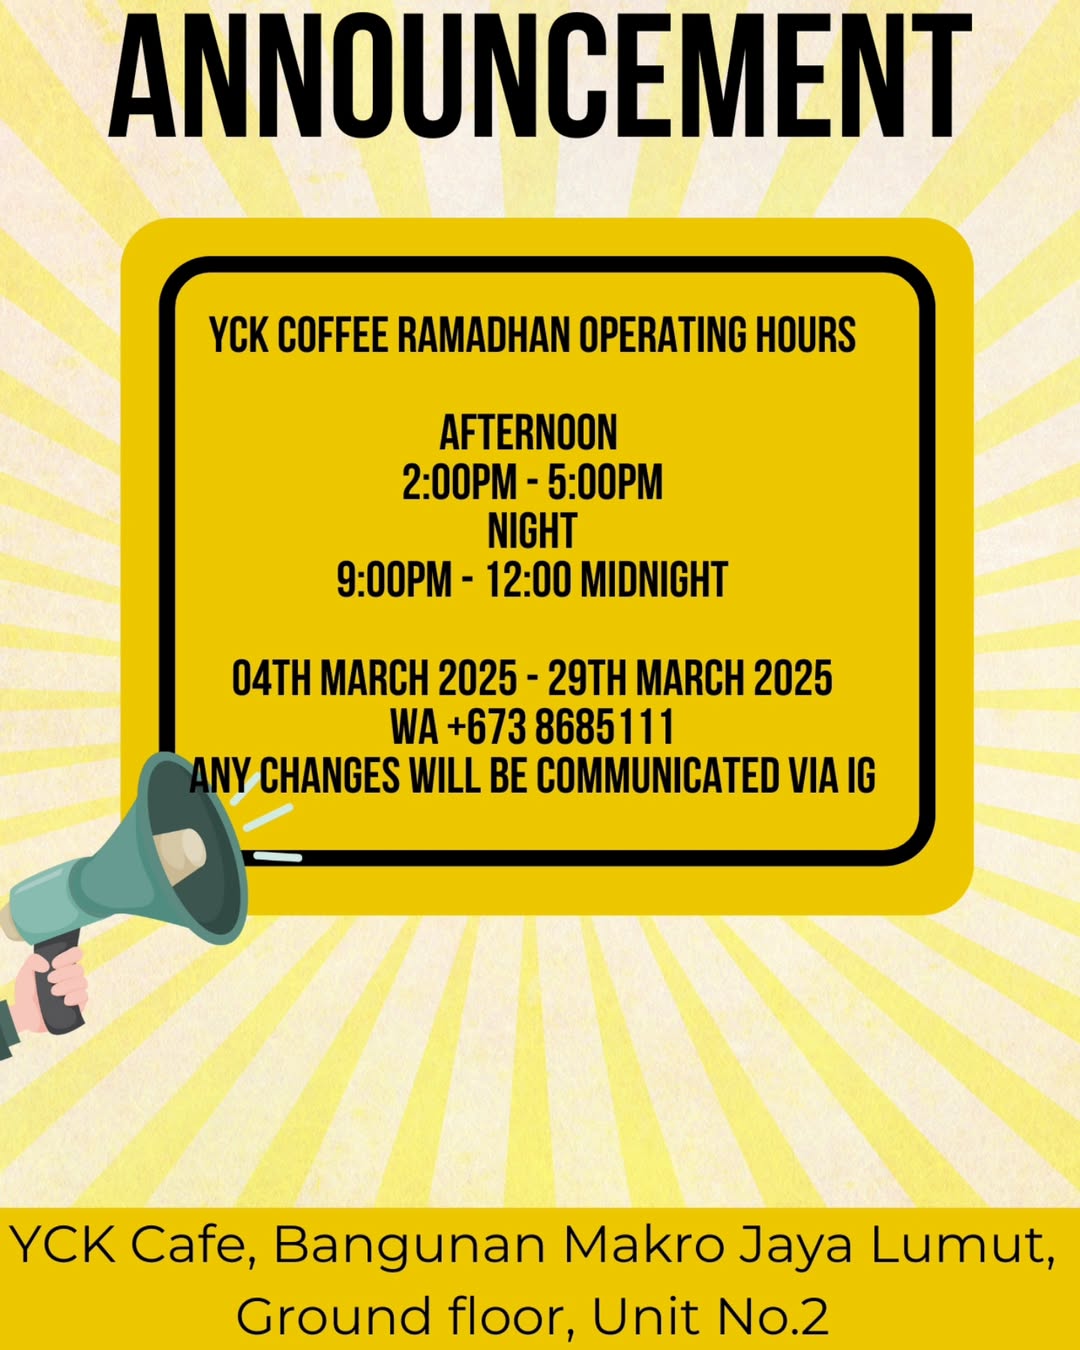 ANNOUNCEMENT
YCK COFFEE RAMADHAN OPERATING HOURS
AFTERNOON
2:00PM - 5:00PM
NIGHT
9:00PM - 12:00 MIDNIGHT
04TH MARCH 2025 - 29TH MARCH 2025
WA +673 8685111
ANY CHANGES WILL BE COMMUNICATED VIA IG
YCK Cafe, Bangunan Makro Jaya Lumut,
Ground floor, Unit No.2